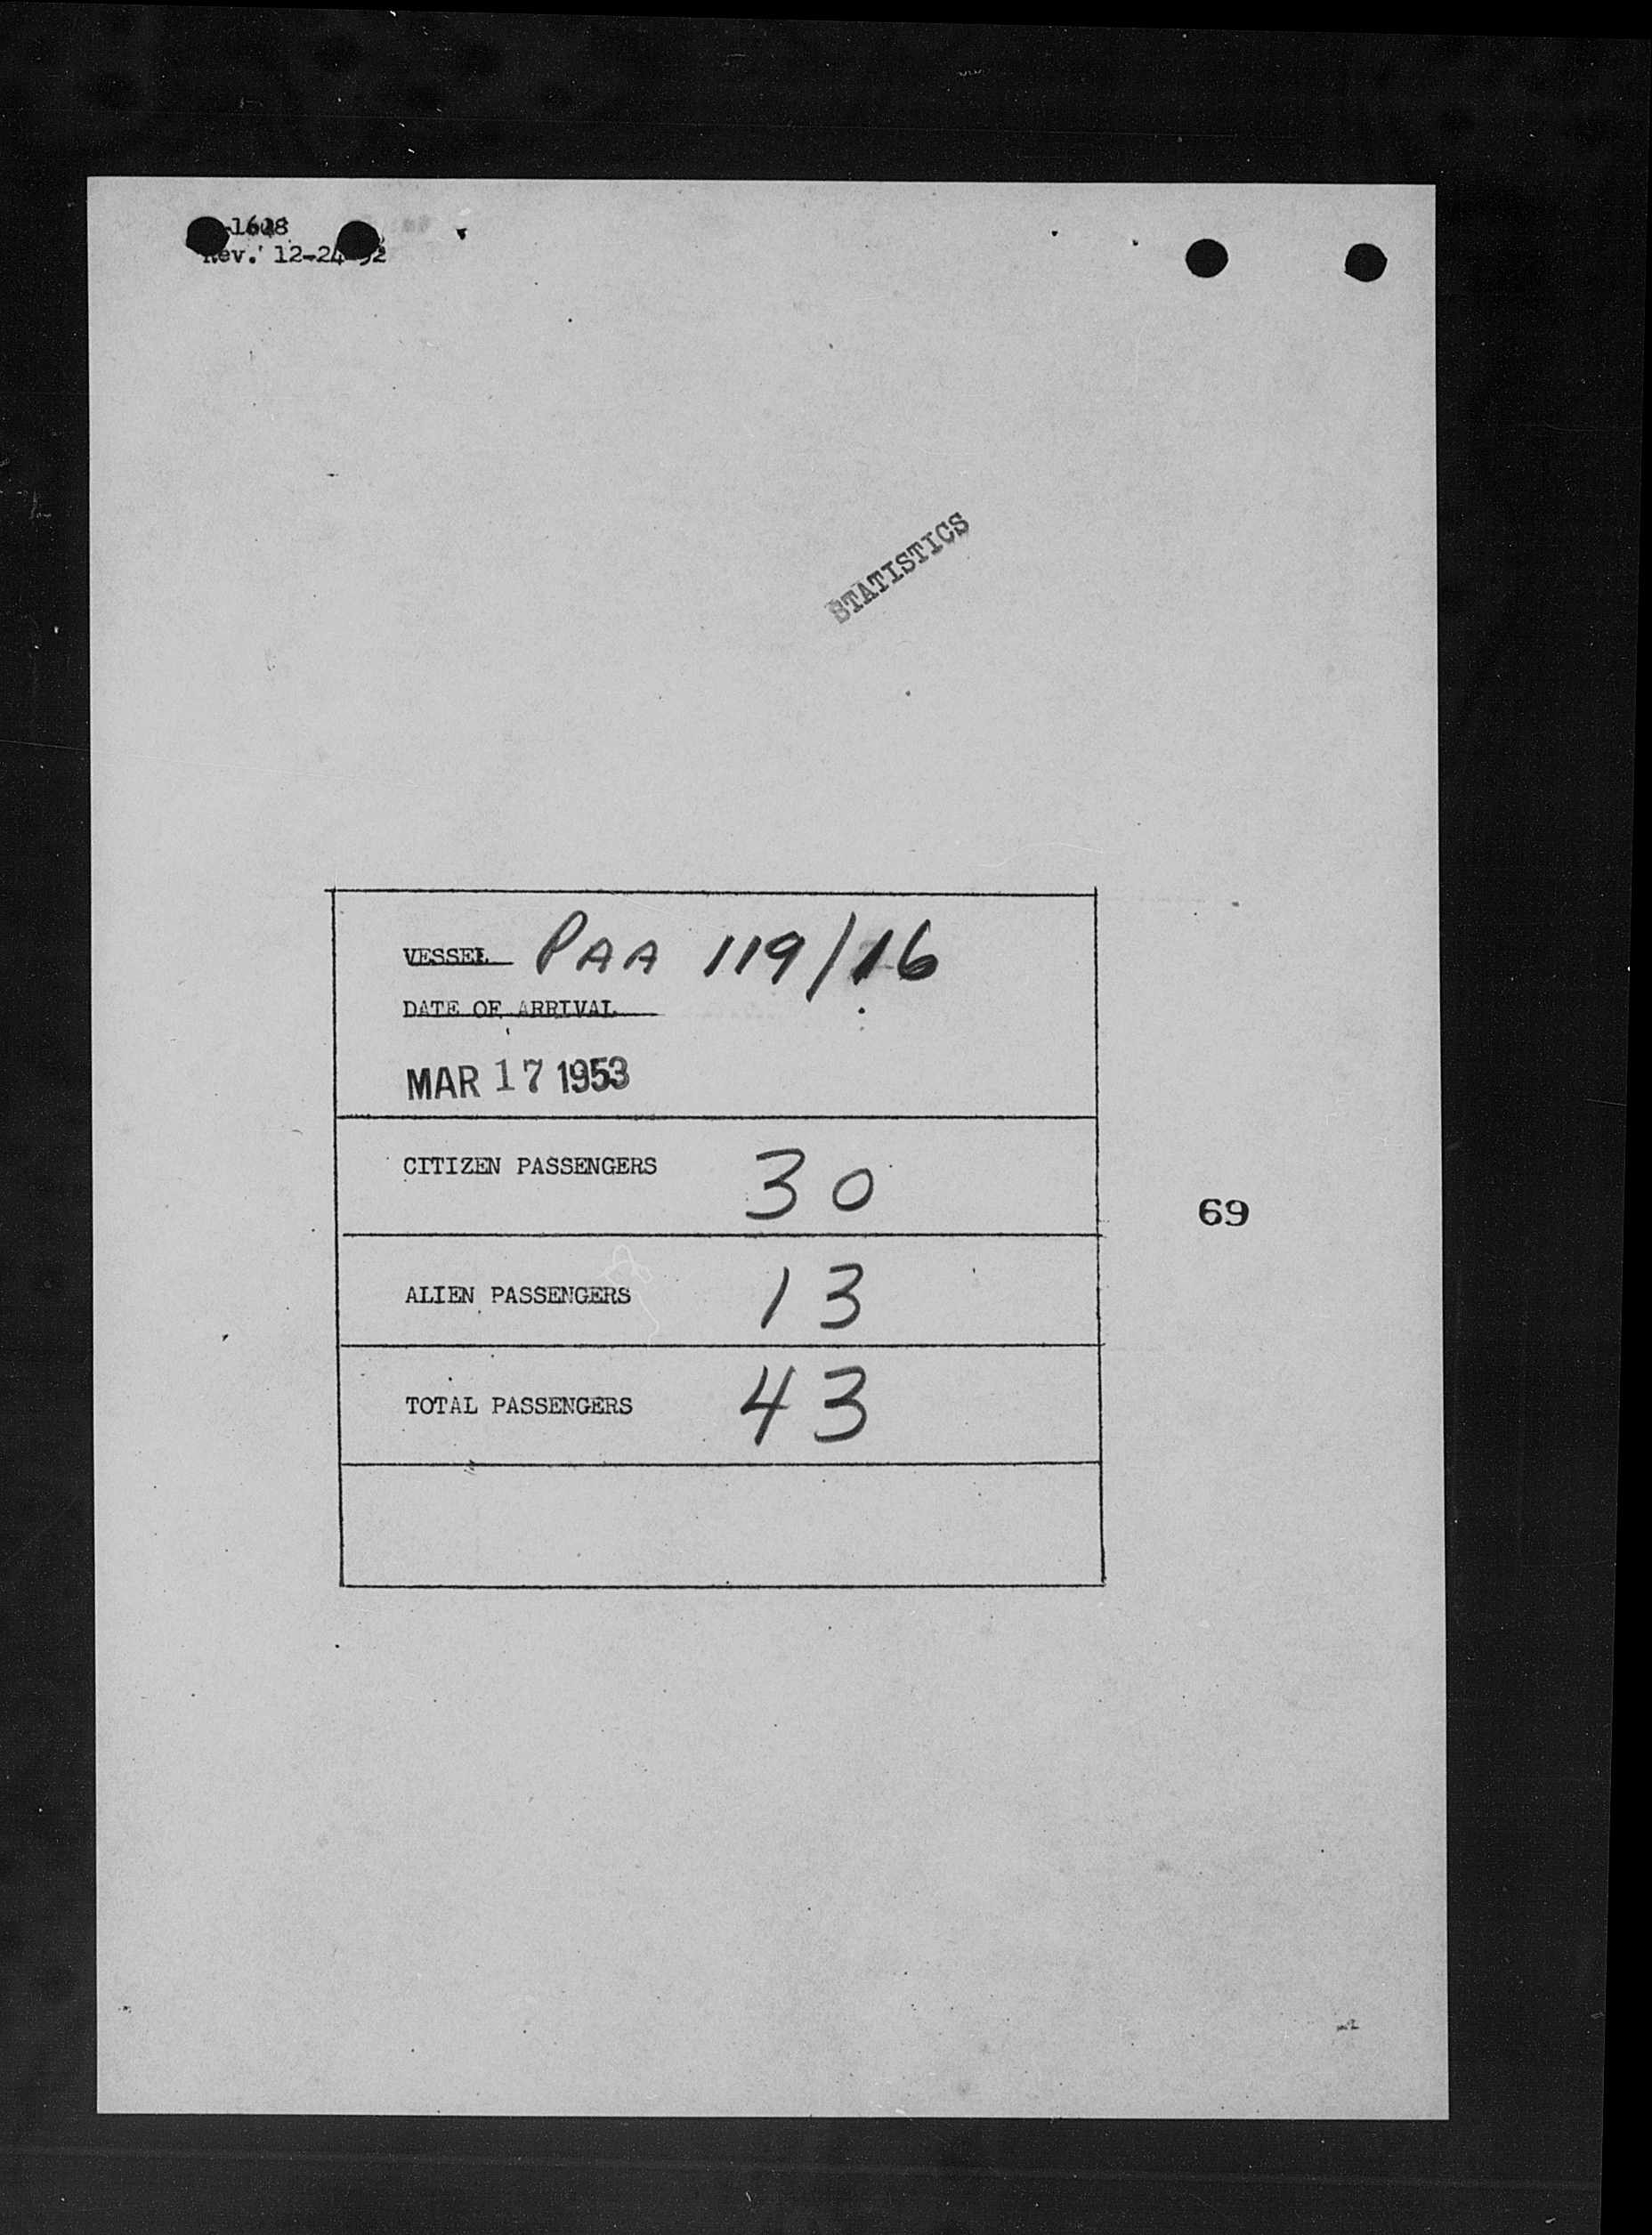 -1608
Rev. 12-24-52
STATISTICS
VESSEL PAA 119/16
DATE OF ARRIVAL
MAR 17 1953
CITIZEN PASSENGERS 30
69
ALIEN PASSENGERS 13
TOTAL PASSENGERS 43